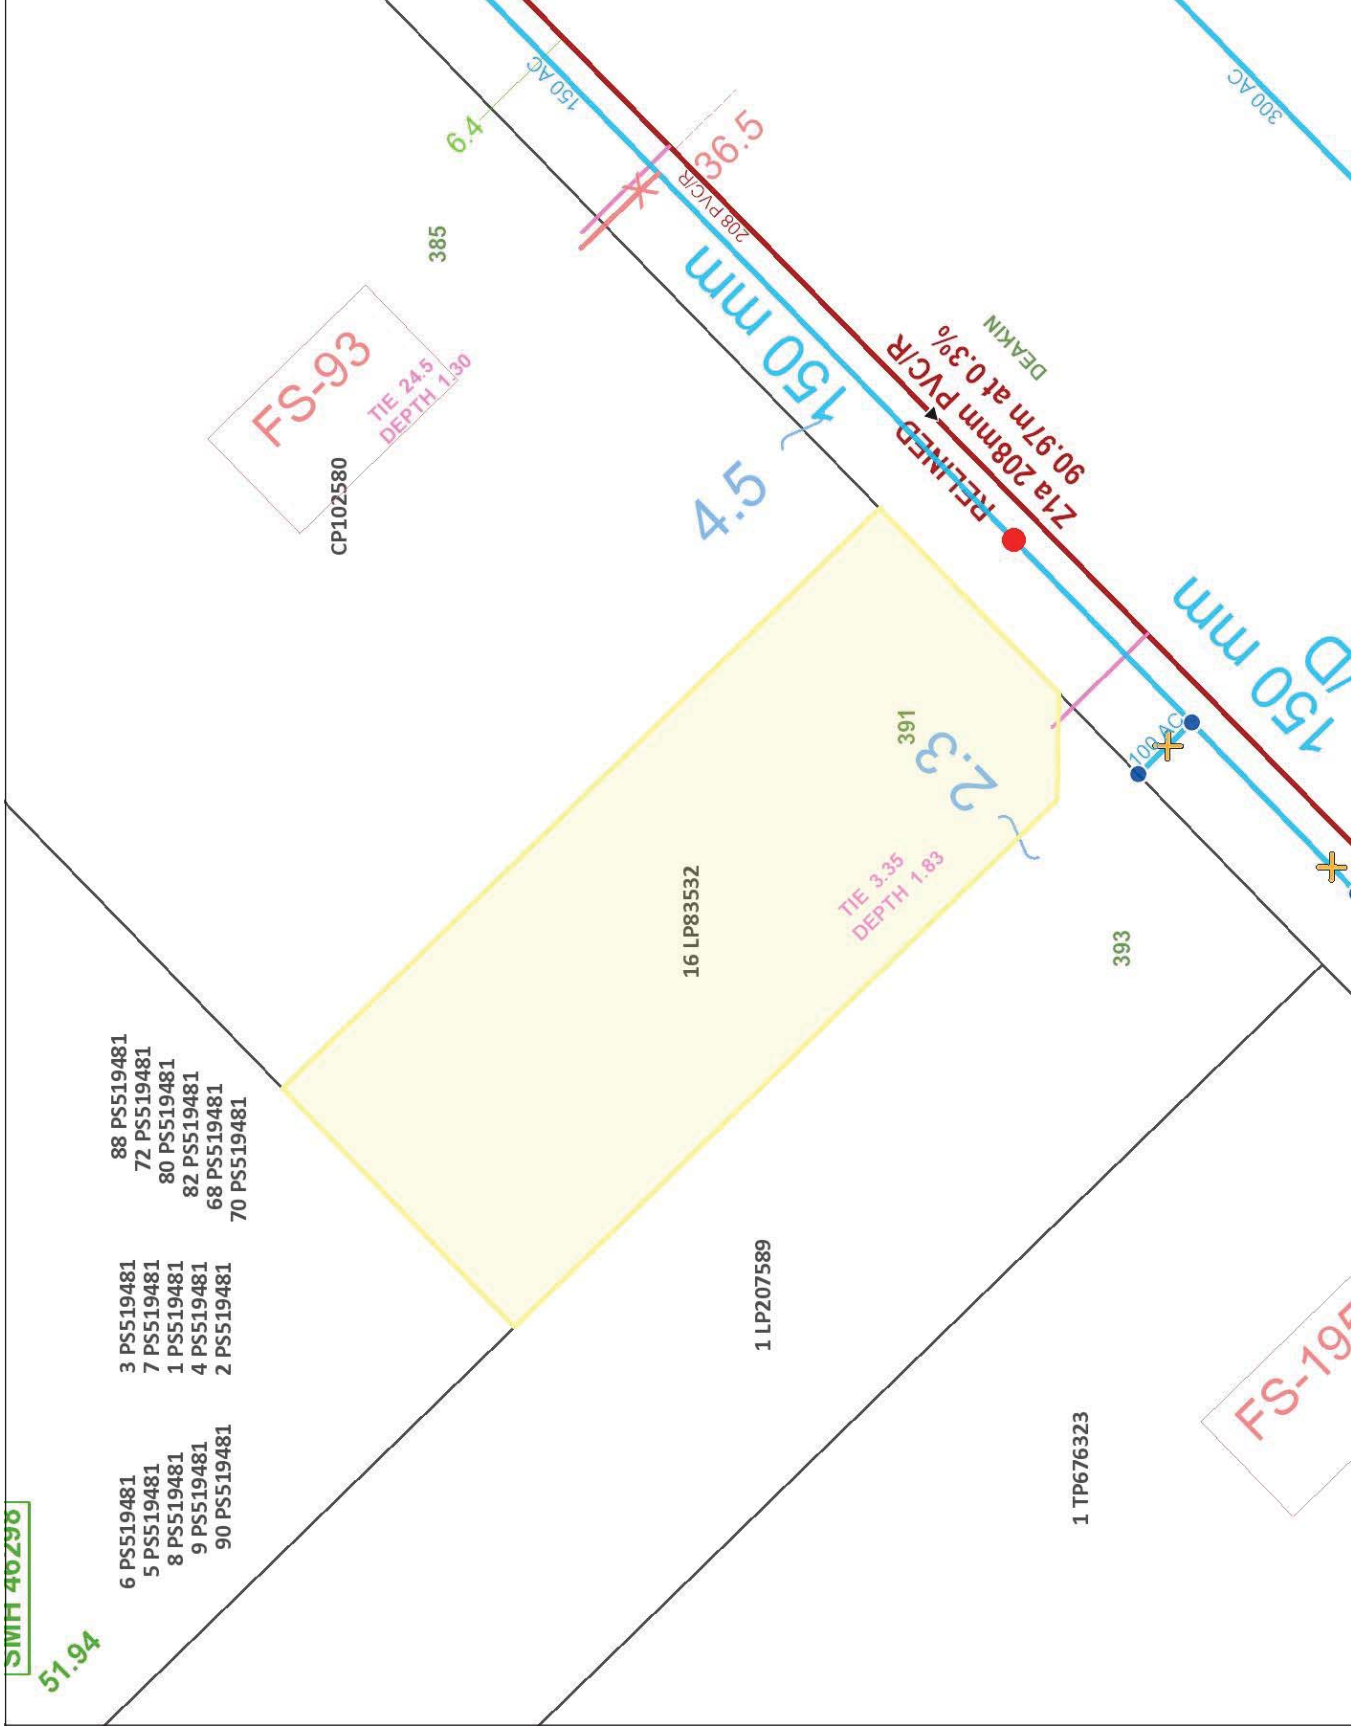 150 AC
300 AC
6.4
36.5
208 PVC/R
385
FS-93
TIE 24.5
DEPTH 1.30
CP102580
150 mm
4.5
RELINED
Z1a 208mm PVC/R
90.97m at 0.3%
DEAKIN
150 mm
100 AC
391
2.3
16 LP83532
TIE 3.35
DEPTH 1.83
393
88 PS519481
72 PS519481
80 PS519481
82 PS519481
68 PS519481
70 PS519481
3 PS519481
7 PS519481
1 PS519481
4 PS519481
2 PS519481
6 PS519481
5 PS519481
8 PS519481
9 PS519481
90 PS519481
1 LP207589
1 TP676323
FS-195
SMH 46298
51.94